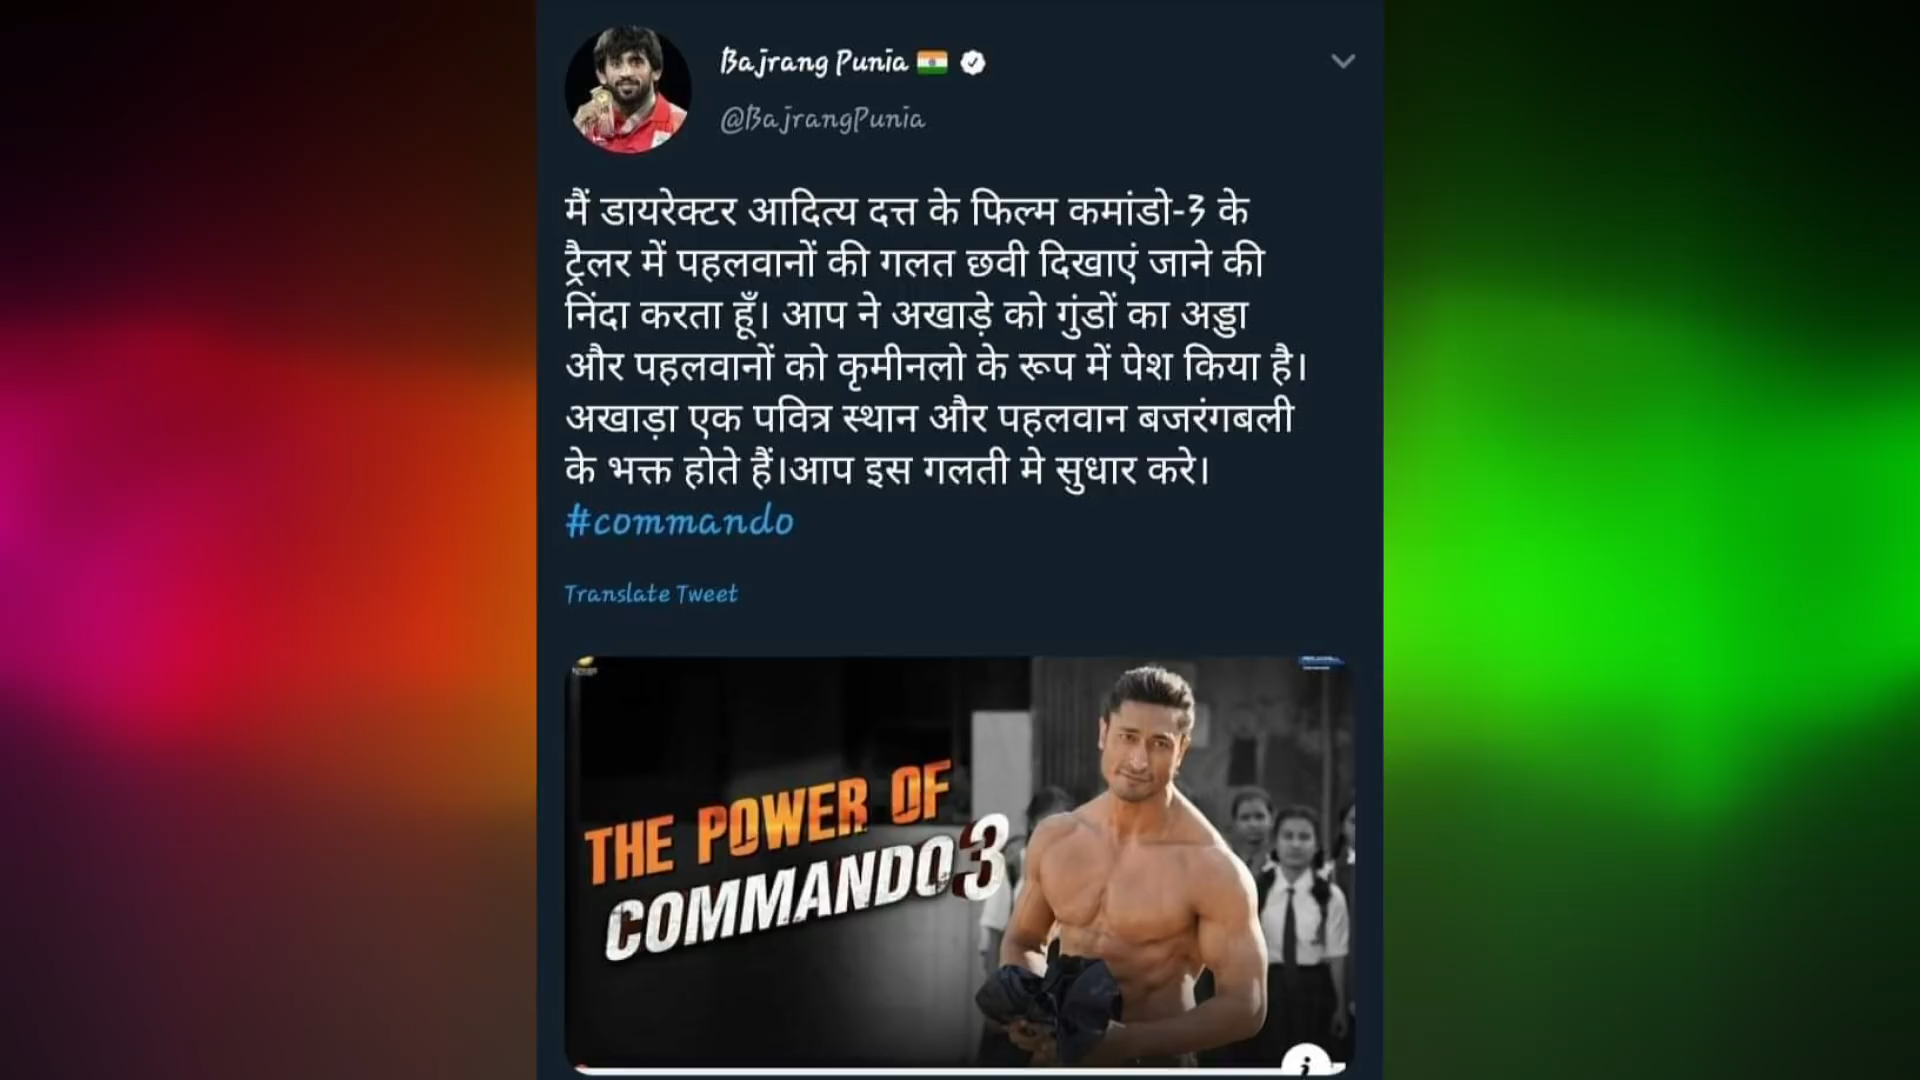 Bajrang Punia
@BajrangPunia
मैं डायरेक्टर आदित्य दत्त के फिल्म कमांडो-3 के
ट्रैलर में पहलवानों की गलत छवी दिखाएं जाने की
निंदा करता हूँ। आप ने अखाड़े को गुंडों का अड्डा
और पहलवानों को कृमीनलो के रूप में पेश किया है।
अखाड़ा एक पवित्र स्थान और पहलवान बजरंगबली
के भक्त होते हैं।आप इस गलती मे सुधार करे।
#commando
Translate Tweet
THE POWER OF
COMMANDO 3